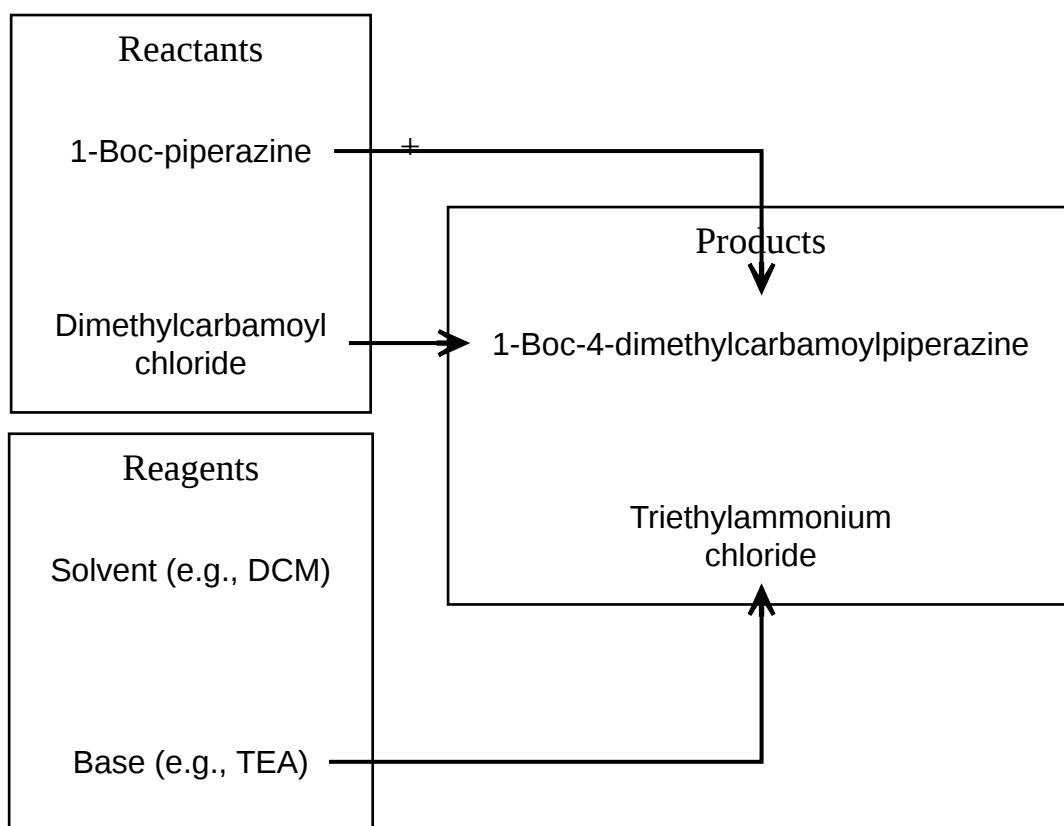 Reactants
1-Boc-piperazine
+
Dimethylcarbamoyl
chloride
Products
1-Boc-4-dimethylcarbamoylpiperazine
Triethylammonium
chloride
Reagents
Solvent (e.g., DCM)
Base (e.g., TEA)